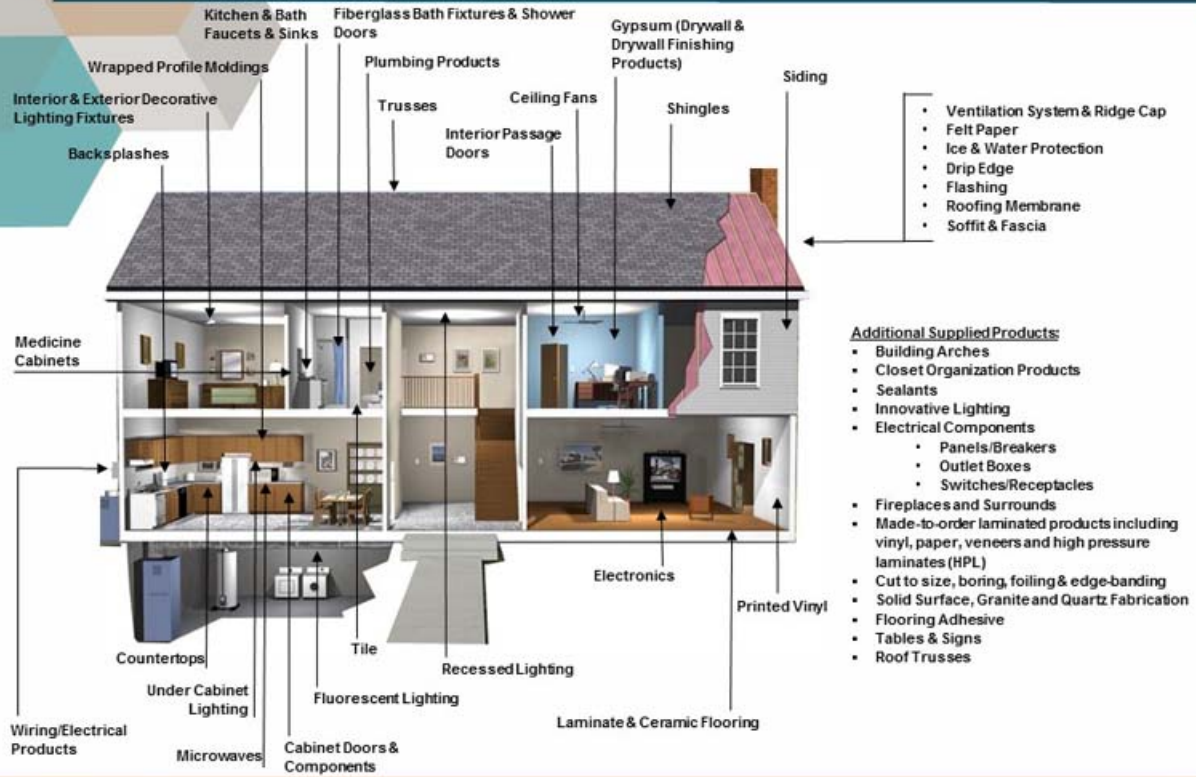 Kitchen & Bath
Faucets & Sinks
Fiberglass Bath Fixtures & Shower
Doors
Gypsum (Drywall &
Drywall Finishing
Products)
Wrapped Profile Moldings
Plumbing Products
Siding
Interior & Exterior Decorative
Lighting Fixtures
Trusses
Ceiling Fans
Shingles
Interior Passage
Doors
Backsplashes
• Ventilation System & Ridge Cap
• Felt Paper
• Ice & Water Protection
• Drip Edge
• Flashing
• Roofing Membrane
• Soffit & Fascia
Medicine
Cabinets
Additional Supplied Products:
▪ Building Arches
▪ Closet Organization Products
▪ Sealants
▪ Innovative Lighting
▪ Electrical Components
• Panels/Breakers
• Outlet Boxes
• Switches/Receptacles
▪ Fireplaces and Surrounds
▪ Made-to-order laminated products including
vinyl, paper, veneers and high pressure
laminates (HPL)
▪ Cut to size, boring, foiling & edge-banding
▪ Solid Surface, Granite and Quartz Fabrication
▪ Flooring Adhesive
▪ Tables & Signs
▪ Roof Trusses
Electronics
Printed Vinyl
Tile
Countertops
Recessed Lighting
Under Cabinet
Lighting
Fluorescent Lighting
Laminate & Ceramic Flooring
Wiring/Electrical
Products
Microwaves
Cabinet Doors &
Components